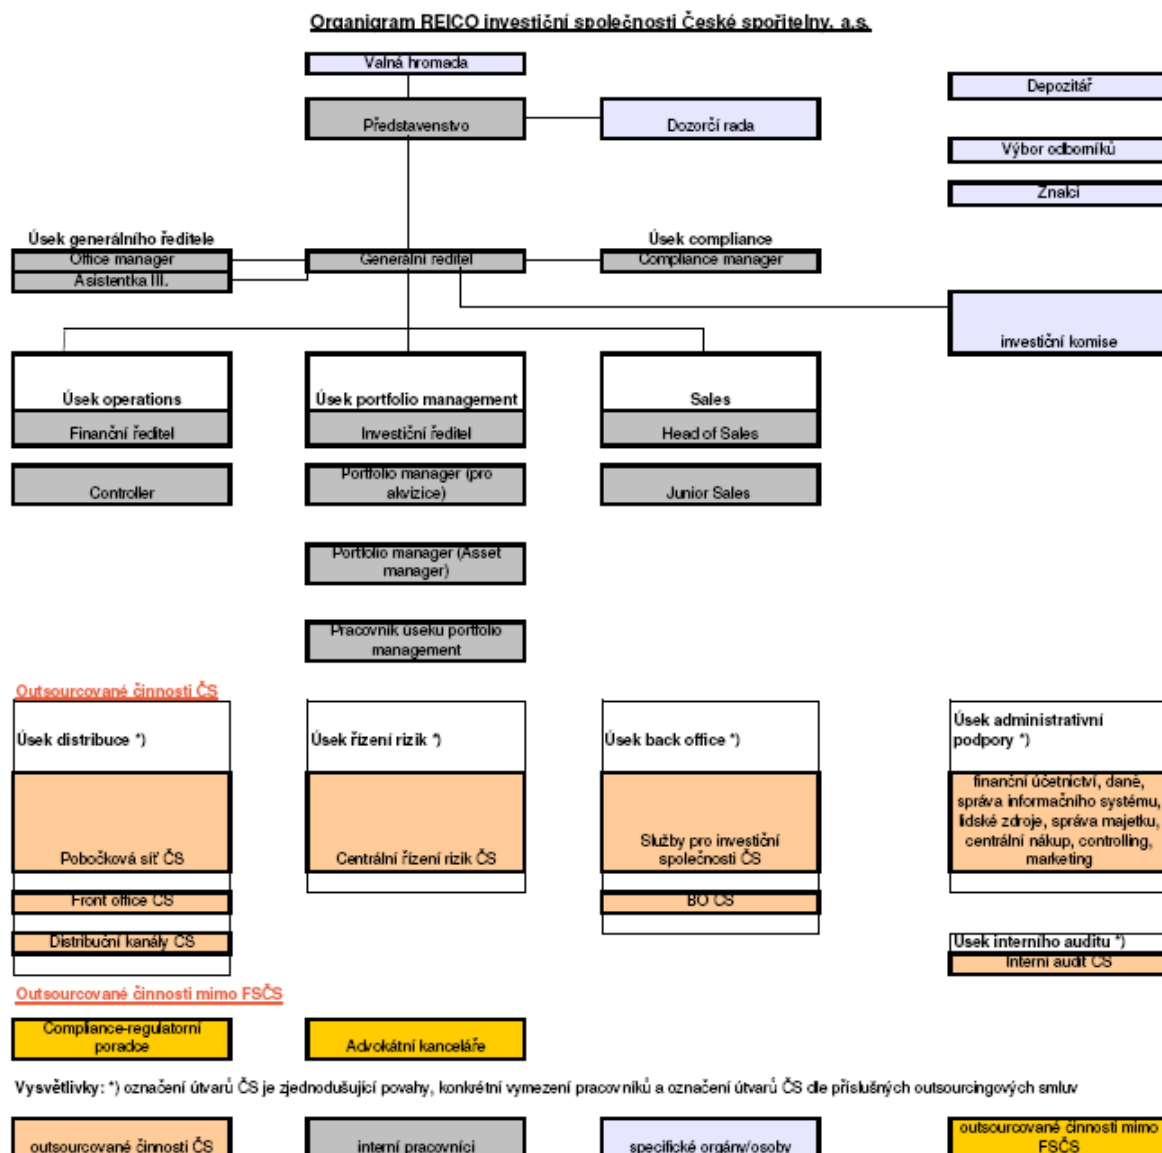 Organigram REICO investiční společnosti České spořitelny, a.s.
Valná hromada
Depozitář
Představenstvo
Dozorčí rada
Výbor odborníků
Znalci
Úsek generálního ředitele
Úsek compliance
Office manager
Generální ředitel
Compliance manager
Asistentka III.
investiční komise
Úsek operations
Úsek portfolio management
Sales
Finanční ředitel
Investiční ředitel
Head of Sales
Controller
Portfolio manager (pro
akvizice)
Junior Sales
Portfolio manager (Asset
manager)
Pracovník úseku portfolio
management
Outsourcované činnosti ČS
Úsek distribuce *)
Úsek řízení rizik *)
Úsek back office *)
Úsek administrativní
podpory *)
Pobočková síť ČS
Centrální řízení rizik ČS
Služby pro investiční
společnosti ČS
finanční účetnictví, daně,
správa informačního systému,
lidské zdroje, správa majetku,
centrální nákup, controlling,
marketing
Front office ČS
BO ČS
Distribuční kanály ČS
Úsek interního auditu *)
Interní audit ČS
Outsourcované činnosti mimo FSČS
Compliance-regulatorní
poradce
Advokátní kanceláře
Vysvětlivky: *) označení útvarů ČS je zjednodušující povahy, konkrétní vymezení pracovníků a označení útvarů ČS dle příslušných outsourcingových smluv
outsourcované činnosti ČS
interní pracovníci
specifické orgány/osoby
outsourcované činnosti mimo
FSČS